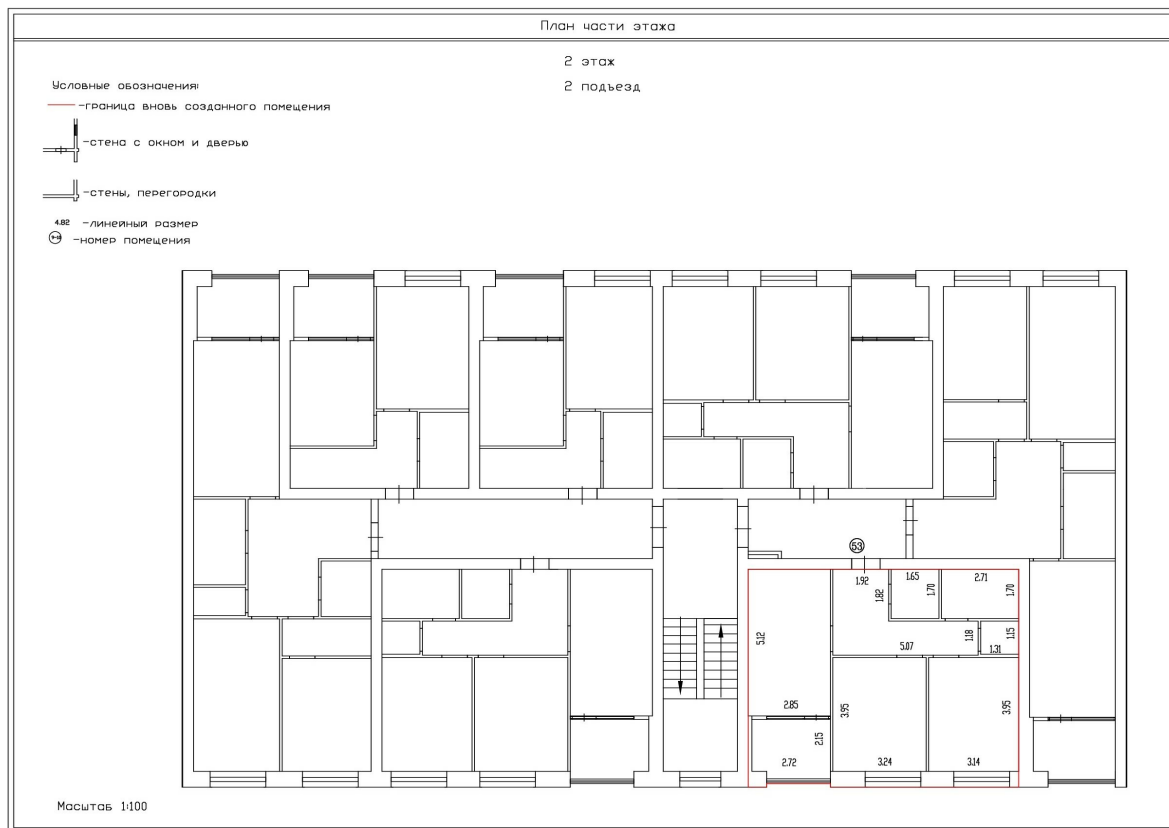 План части этажа
2 этаж
2 подъезд
Условные обозначения:
-граница вновь созданного помещения
-стена с окном и дверью
-стены, перегородки
4.82 -линейный размер
-номер помещения
53
1.92
1.65
2.71
1.82
1.70
1.70
5.12
5.07
1.18
1.15
1.31
2.85
3.95
3.95
2.15
2.72
3.24
3.14
Масштаб 1:100